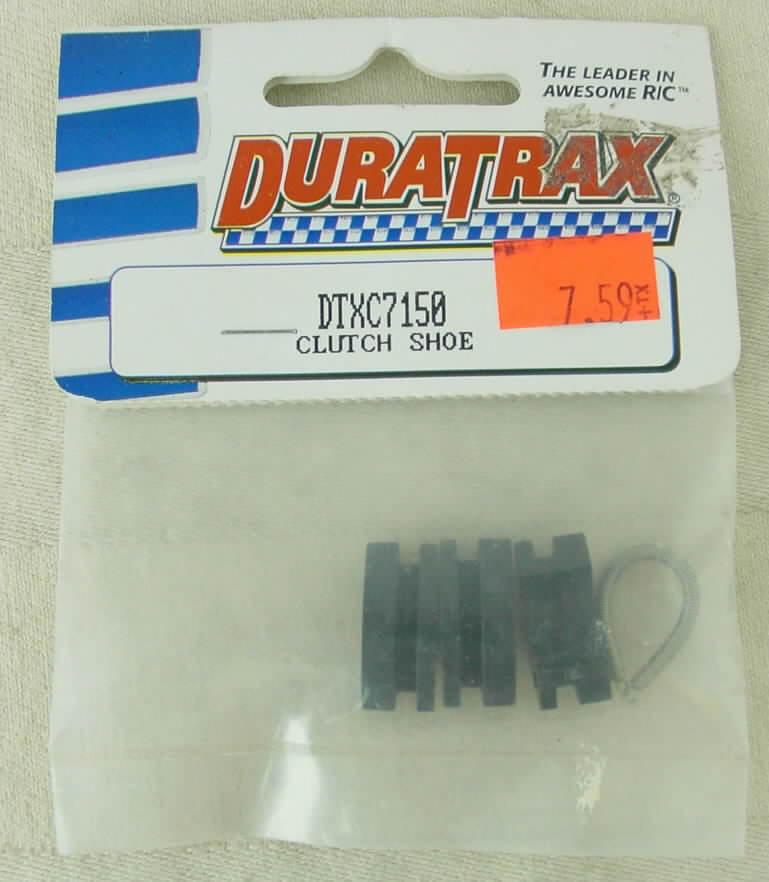 THE LEADER IN
AWESOME R/C™
DURATRAX®
7.59
DTXC7150
CLUTCH SHOE